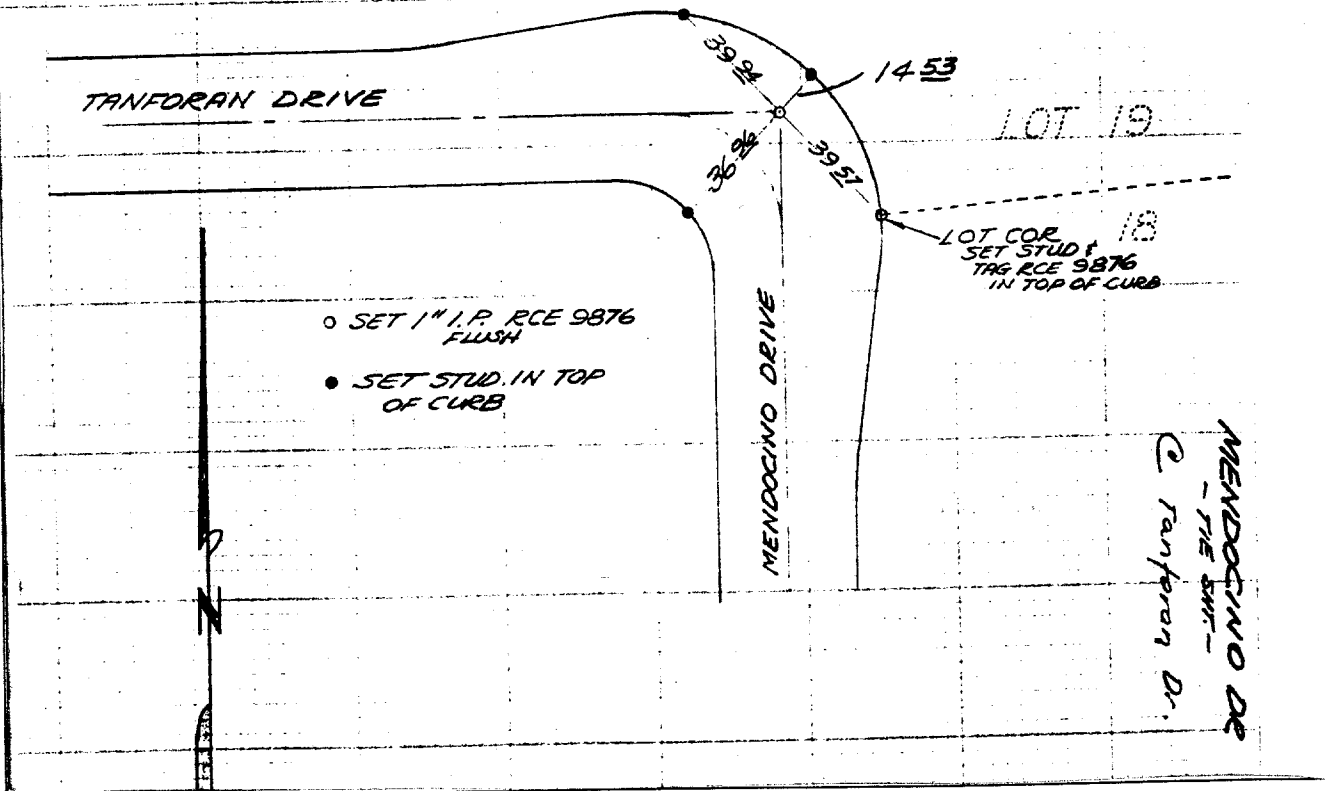 TANFORAN DRIVE
39.94
14.53
36.96
39.57
LOT 19
18
LOT COR
SET STUD &
TAG RCE 9876
IN TOP OF CURB
○ SET 1" I.P. RCE 9876
FLUSH
● SET STUD. IN TOP
OF CURB
MENDOCINO DRIVE
MENDOCINO DR
- TIE SHT. -
@ Tanforan Dr.
N